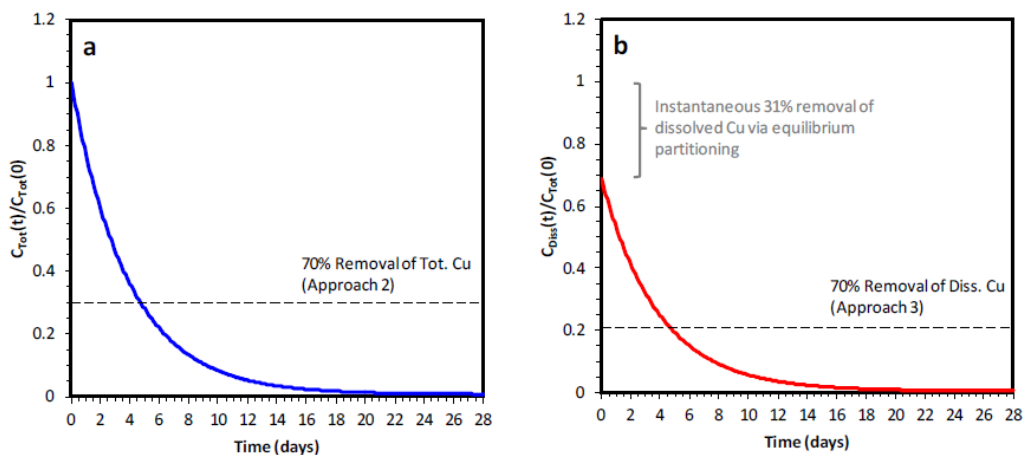 a
1.2
1
0.8
0.6
0.4
0.2
0
C_Tot(t)/C_Tot(0)
70% Removal of Tot. Cu
(Approach 2)
0 2 4 6 8 10 12 14 16 18 20 22 24 26 28
Time (days)
b
1.2
1
0.8
0.6
0.4
0.2
0
C_Diss(t)/C_Tot(0)
Instantaneous 31% removal of
dissolved Cu via equilibrium
partitioning
70% Removal of Diss. Cu
(Approach 3)
0 2 4 6 8 10 12 14 16 18 20 22 24 26 28
Time (days)